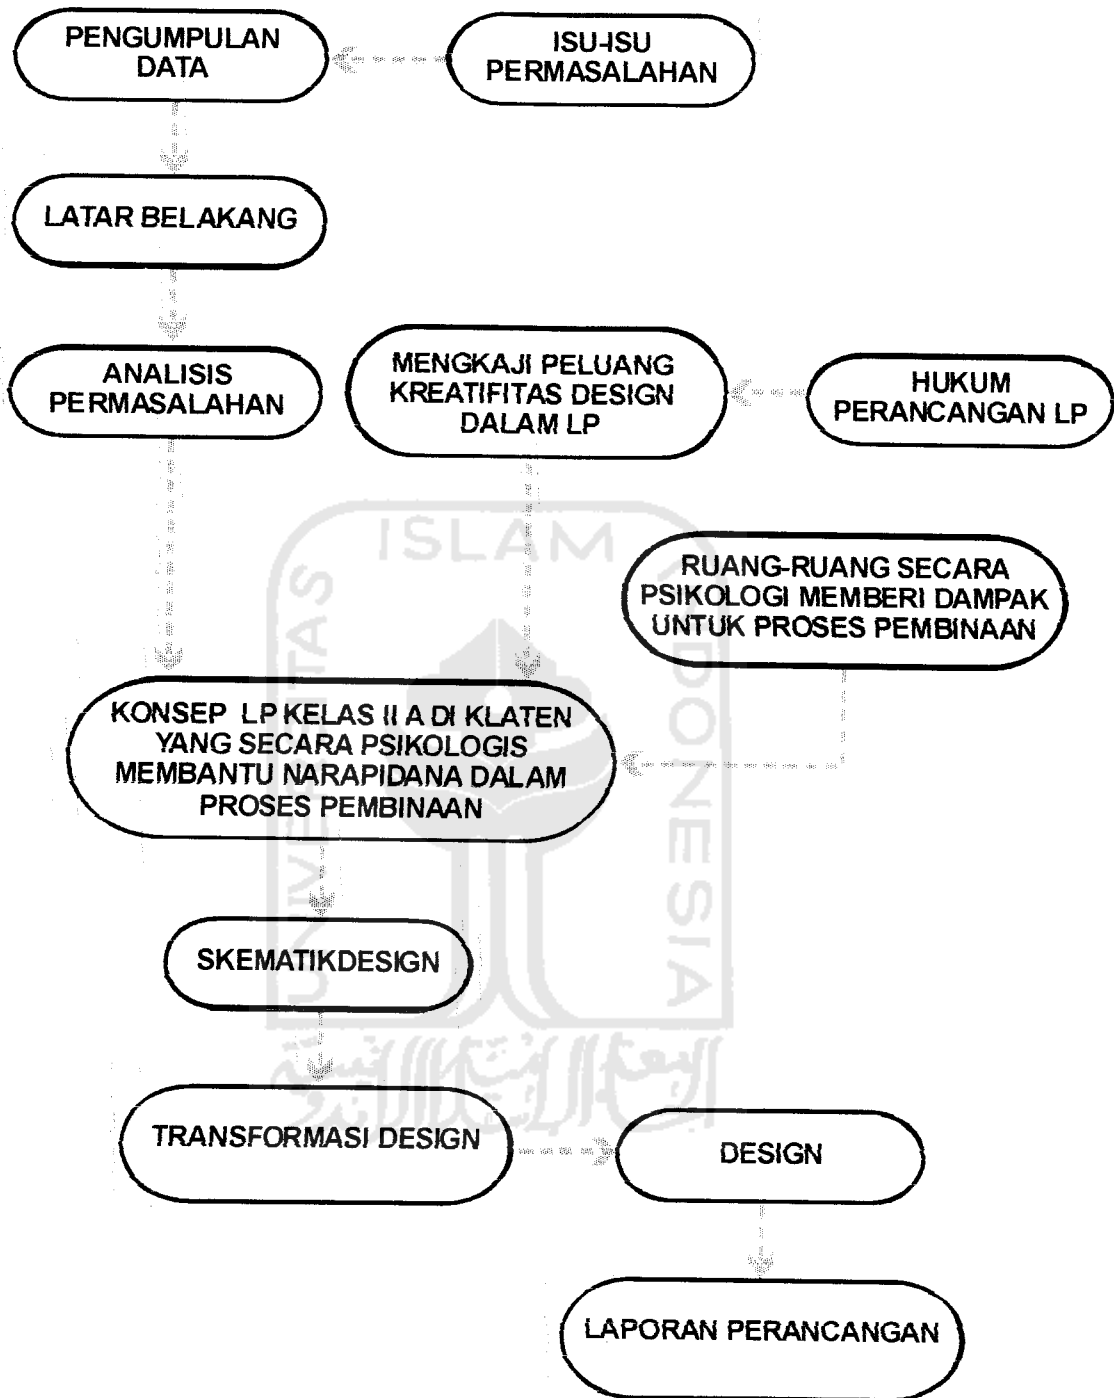 PENGUMPULAN
DATA
ISU-ISU
PERMASALAHAN
LATAR BELAKANG
ANALISIS
PERMASALAHAN
MENGKAJI PELUANG
KREATIFITAS DESIGN
DALAM LP
HUKUM
PERANCANGAN LP
RUANG-RUANG SECARA
PSIKOLOGI MEMBERI DAMPAK
UNTUK PROSES PEMBINAAN
KONSEP LP KELAS II A DI KLATEN
YANG SECARA PSIKOLOGIS
MEMBANTU NARAPIDANA DALAM
PROSES PEMBINAAN
SKEMATIKDESIGN
TRANSFORMASI DESIGN
DESIGN
LAPORAN PERANCANGAN
UNIVERSITAS
ISLAM
INDONESIA